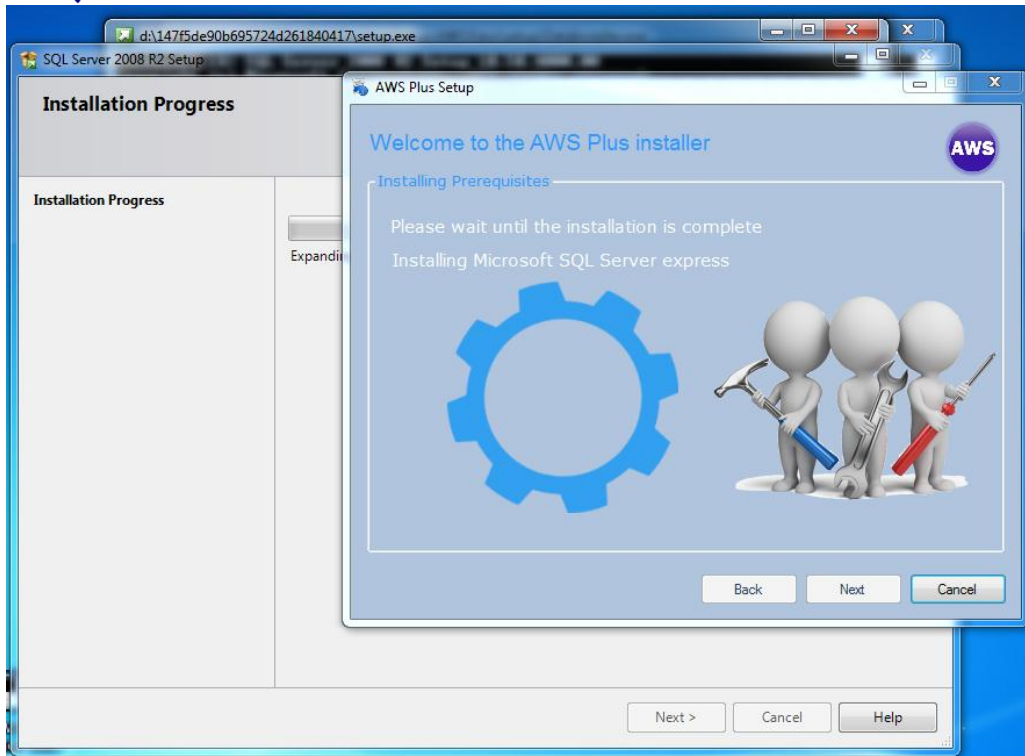 d:\147f5de90b695724d261840417\setup.exe
SQL Server 2008 R2 Setup
Installation Progress
Installation Progress
Expandin
AWS Plus Setup
Welcome to the AWS Plus installer
AWS
Installing Prerequisites
Please wait until the installation is complete
Installing Microsoft SQL Server express
Back
Next
Cancel
Next >
Cancel
Help